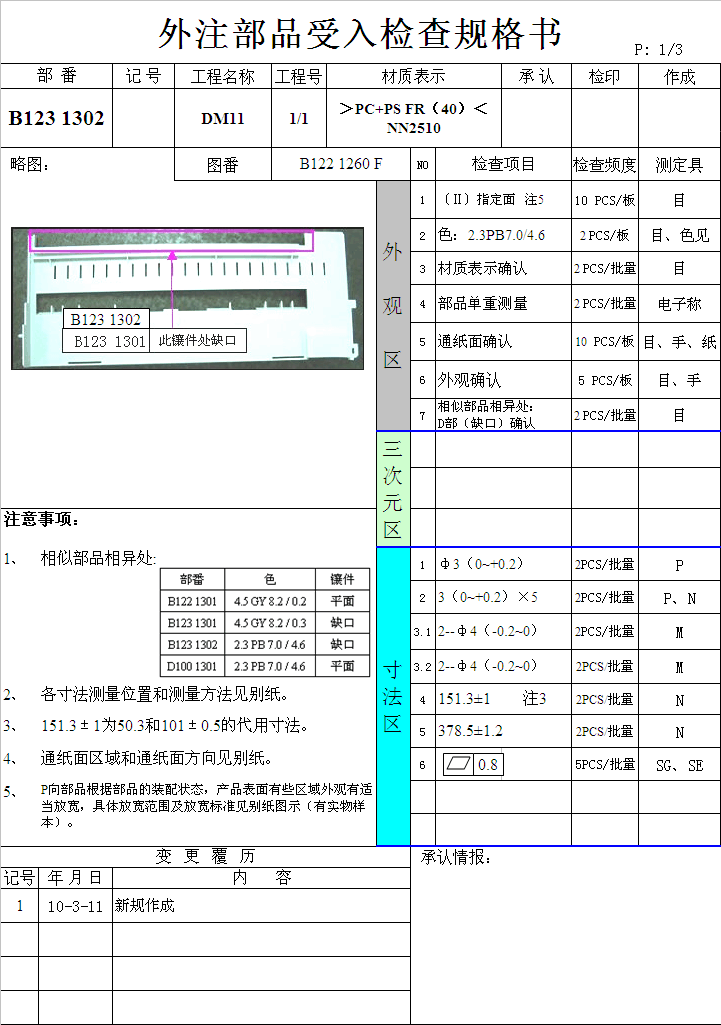 外注部品受入检查规格书
P: 1/3
部 番 记 号 工程名称 工程号 材质表示 承 认 检印 作成
B123 1302 DM11 1/1 ＞PC+PS FR（40）＜
NN2510
略图： 图番 B122 1260 F NO 检查项目 检查频度 测定具
外观区
1 〔II〕指定面 注5 10 PCS/板 目
2 色：2.3PB7.0/4.6 2 PCS/板 目、色见
3 材质表示确认 2 PCS/批量 目
4 部品单重测量 2 PCS/批量 电子称
5 通纸面确认 10 PCS/板 目、手、纸
6 外观确认 5 PCS/板 目、手
7 相似部品相异处：
D部（缺口）确认 2 PCS/批量 目
B123 1302
B123 1301 此镶件处缺口
三次元区
寸法区
1 φ3（0~+0.2） 2PCS/批量 P
2 3（0~+0.2）×5 2PCS/批量 P、N
3.1 2--φ4（-0.2~0） 2PCS/批量 M
3.2 2--φ4（-0.2~0） 2PCS/批量 M
4 151.3±1 注3 2PCS/批量 N
5 378.5±1.2 2PCS/批量 N
6 0.8 5PCS/批量 SG、SE
注意事项：
1、 相似部品相异处:
部番 色 镶件
B122 1301 4.5 GY 8.2 / 0.2 平面
B123 1301 4.5 GY 8.2 / 0.3 缺口
B123 1302 2.3 PB 7.0 / 4.6 缺口
D100 1301 2.3 PB 7.0 / 4.6 平面
2、 各寸法测量位置和测量方法见别纸。
3、 151.3±1为50.3和101±0.5的代用寸法。
4、 通纸面区域和通纸面方向见别纸。
5、 P向部品根据部品的装配状态，产品表面有些区域外观有适
当放宽，具体放宽范围及放宽标准见别纸图示（有实物样
本）。
变 更 覆 历
承认情报：
记号 年 月 日 内 容
1 10-3-11 新规作成